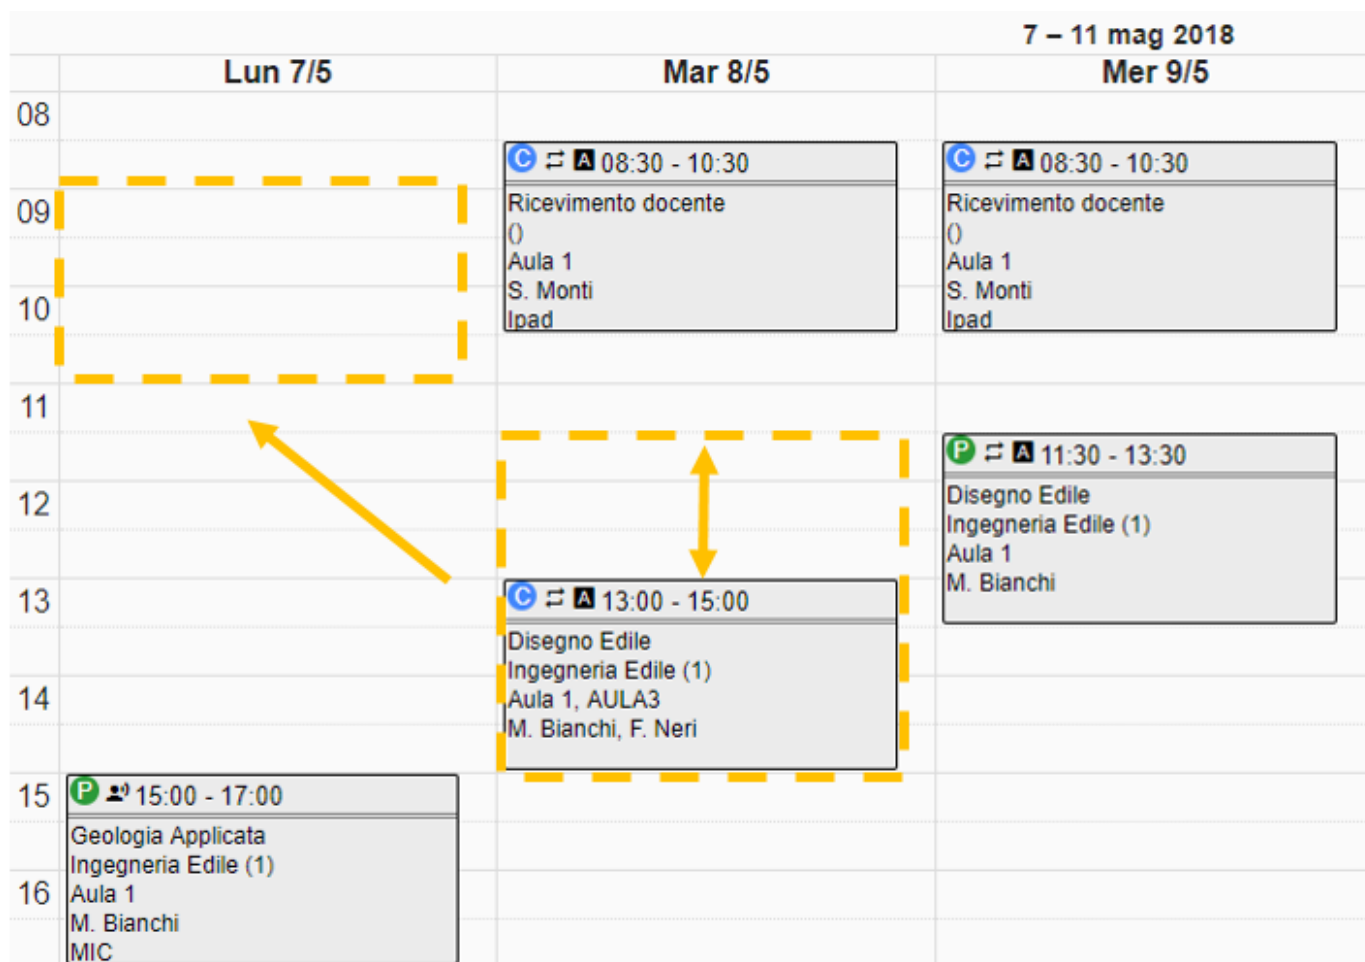 7 – 11 mag 2018
Lun 7/5
Mar 8/5
Mer 9/5
08
09
10
11
12
13
14
15
16
P 15:00 - 17:00
Geologia Applicata
Ingegneria Edile (1)
Aula 1
M. Bianchi
MIC
C A 08:30 - 10:30
Ricevimento docente
()
Aula 1
S. Monti
Ipad
C A 13:00 - 15:00
Disegno Edile
Ingegneria Edile (1)
Aula 1, AULA3
M. Bianchi, F. Neri
C A 08:30 - 10:30
Ricevimento docente
()
Aula 1
S. Monti
Ipad
P A 11:30 - 13:30
Disegno Edile
Ingegneria Edile (1)
Aula 1
M. Bianchi